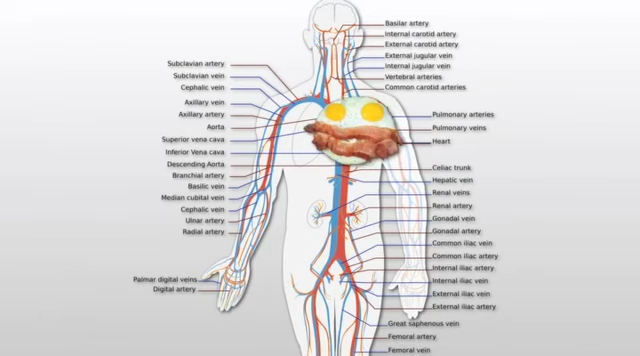 Basilar artery
Internal carotid artery
External carotid artery
External jugular vein
Internal jugular vein
Vertebral arteries
Common carotid arteries
Pulmonary arteries
Pulmonary veins
Heart
Celiac trunk
Hepatic vein
Renal veins
Renal artery
Gonadal vein
Gonadal artery
Common iliac vein
Common iliac artery
Internal iliac artery
Internal iliac vein
External iliac vein
External iliac artery
Great saphenous vein
Femoral artery
Femoral vein
Subclavian artery
Subclavian vein
Cephalic vein
Axillary vein
Axillary artery
Aorta
Superior vena cava
Inferior Vena cava
Descending Aorta
Branchial artery
Basilic vein
Median cubital vein
Cephalic vein
Ulnar artery
Radial artery
Palmar digital veins
Digital artery